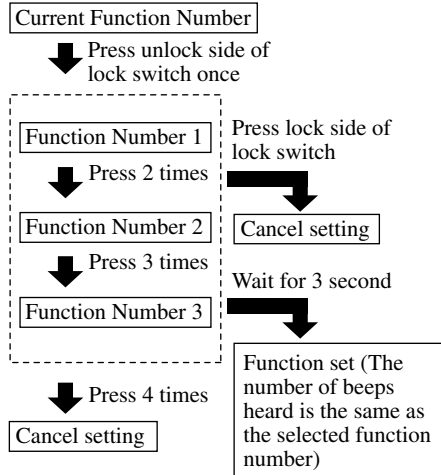 Current Function Number
Press unlock side of
lock switch once
Function Number 1
Press lock side of
lock switch
Press 2 times
Function Number 2
Cancel setting
Press 3 times
Function Number 3
Wait for 3 second
Press 4 times
Cancel setting
Function set (The
number of beeps
heard is the same as
the selected function
number)